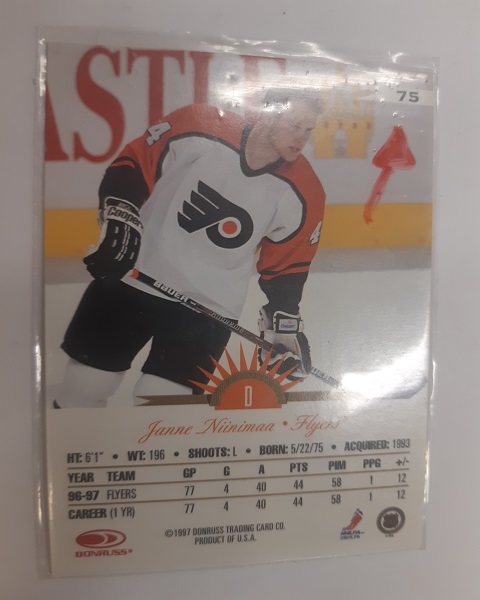 75
ASTLE
4
4
Cooper
BAUER
D
Janne Niinimaa • Flyers
HT: 6'1" • WT: 196 • SHOOTS: L • BORN: 5/22/75 • ACQUIRED: 1993
YEAR TEAM GP G A PTS PIM PPG +/-
96-97 FLYERS 77 4 40 44 58 1 12
CAREER (1 YR) 77 4 40 44 58 1 12
©1997 DONRUSS TRADING CARD CO.
PRODUCT OF U.S.A.
DONRUSS